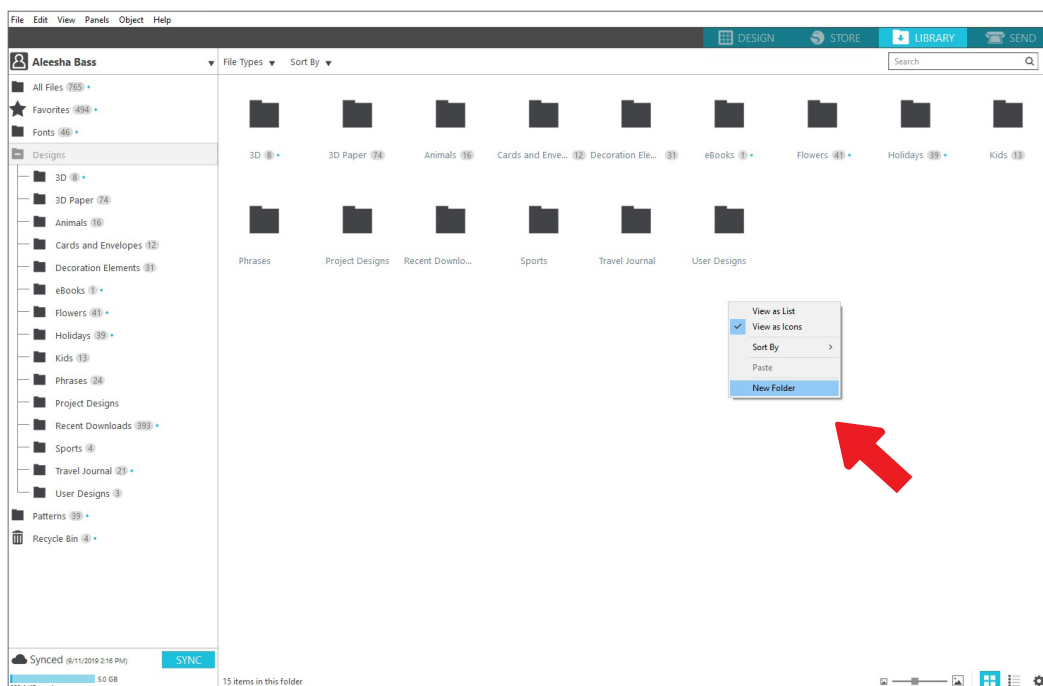 File Edit View Panels Object Help
DESIGN STORE LIBRARY SEND
Aleesha Bass
File Types Sort By
Search
All Files 765
Favorites 494
Fonts 46
Designs
3D 8
3D Paper 74
Animals 16
Cards and Envelopes 12
Decoration Elements 31
eBooks 1
Flowers 41
Holidays 39
Kids 13
Phrases 24
Project Designs
Recent Downloads 393
Sports 4
Travel Journal 21
User Designs 3
Patterns 39
Recycle Bin 4
3D 8 3D Paper 74 Animals 16 Cards and Enve... 12 Decoration Ele... 31 eBooks 1 Flowers 41 Holidays 39 Kids 13
Phrases Project Designs Recent Downlo... Sports Travel Journal User Designs
View as List
View as Icons
Sort By
Paste
New Folder
Synced (9/11/2019 2:16 PM) SYNC
5.0 GB
15 items in this folder